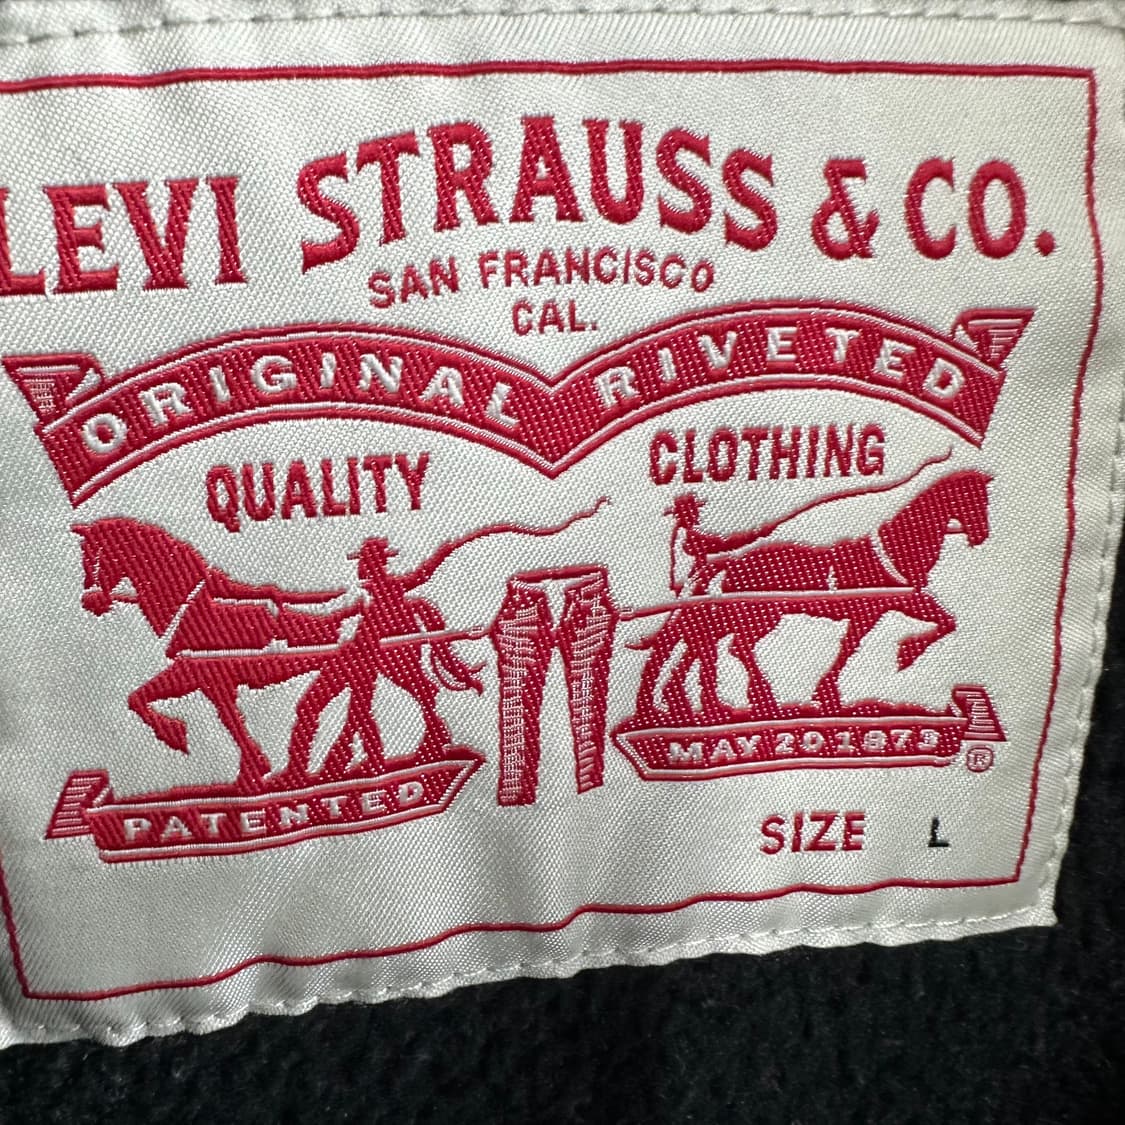 LEVI STRAUSS & CO.
SAN FRANCISCO
CAL.
ORIGINAL RIVETED
QUALITY CLOTHING
PATENTED MAY 20 1873 ®
SIZE L